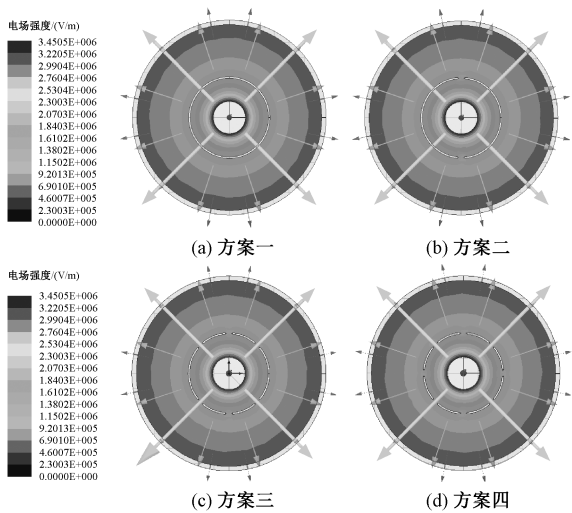 电场强度/(V/m)
3.4505E+006
3.2205E+006
2.9904E+006
2.7604E+006
2.5304E+006
2.3003E+006
2.0703E+006
1.8403E+006
1.6102E+006
1.3802E+006
1.1502E+006
9.2013E+005
6.9010E+005
4.6007E+005
2.3003E+005
0.0000E+000
(a) 方案一
(b) 方案二
电场强度/(V/m)
3.4505E+006
3.2205E+006
2.9904E+006
2.7604E+006
2.5304E+006
2.3003E+006
2.0703E+006
1.8403E+006
1.6102E+006
1.3802E+006
1.1502E+006
9.2013E+005
6.9010E+005
4.6007E+005
2.3003E+005
0.0000E+000
(c) 方案三
(d) 方案四